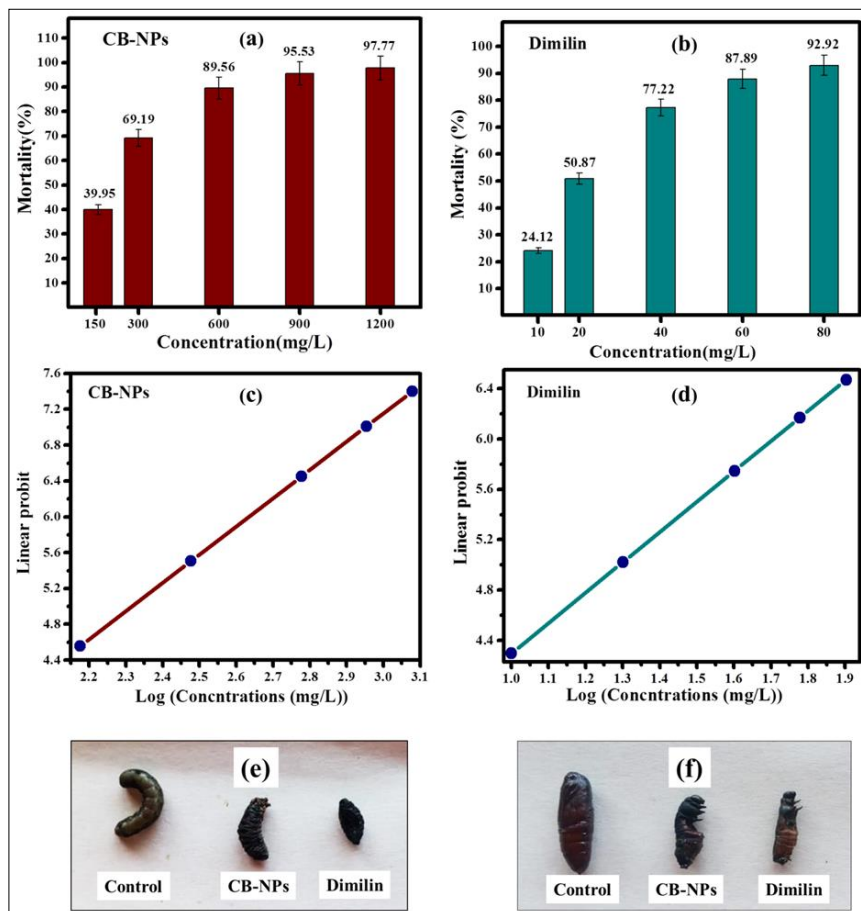 CB-NPs
(a)
110
100
90
80
70
60
50
40
30
20
10
Mortality(%)
39.95
69.19
89.56
95.53
97.77
150 300 600 900 1200
Concentration(mg/L)
Dimilin
(b)
100
90
80
70
60
50
40
30
20
10
Mortality (%)
24.12
50.87
77.22
87.89
92.92
10 20 40 60 80
Concentration(mg/L)
CB-NPs
(c)
7.6
7.2
6.8
6.4
6.0
5.6
5.2
4.8
4.4
Linear probit
2.2 2.3 2.4 2.5 2.6 2.7 2.8 2.9 3.0 3.1
Log (Concntrations (mg/L))
Dimilin
(d)
6.4
6.0
5.6
5.2
4.8
4.4
Linear probit
1.0 1.1 1.2 1.3 1.4 1.5 1.6 1.7 1.8 1.9
Log (Concntrations (mg/L))
(e)
Control
CB-NPs
Dimilin
(f)
Control
CB-NPs
Dimilin